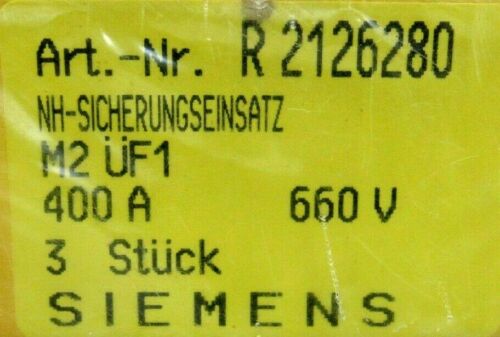 Art.-Nr. R 2126280
NH-SICHERUNGSEINSATZ
M2 ÜF1
400 A 660 V
3 Stück
SIEMENS